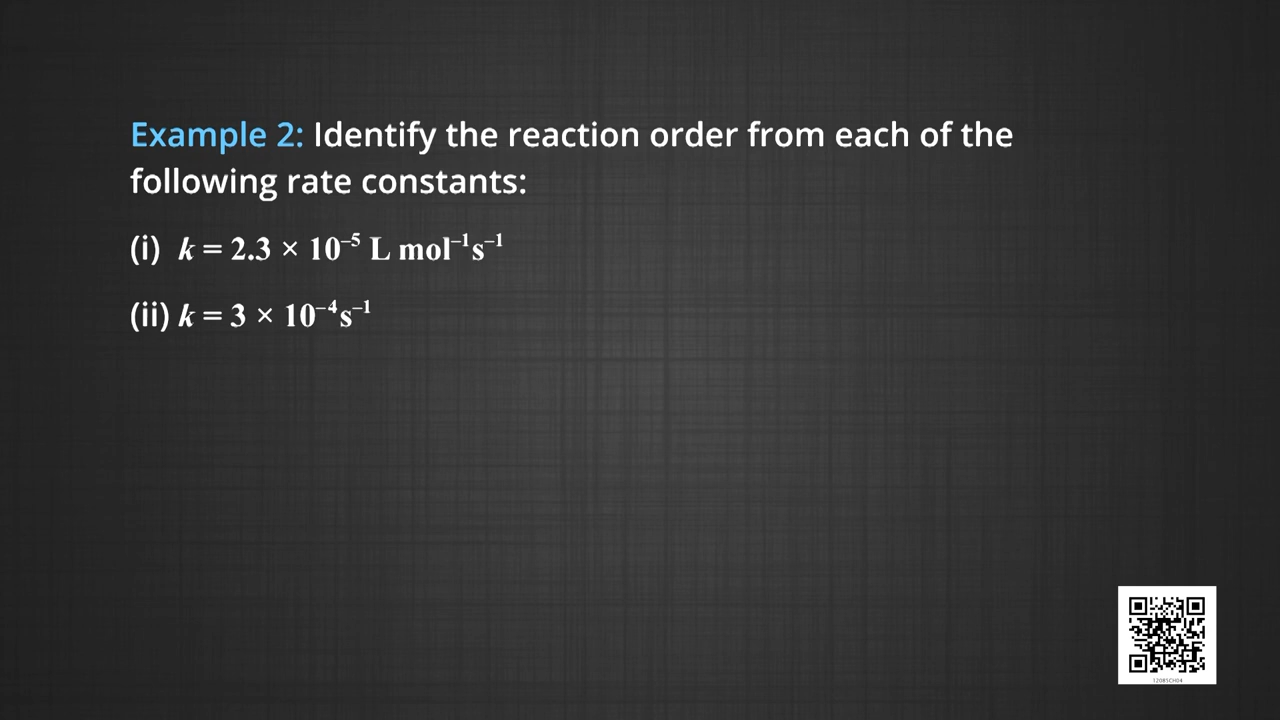 Example 2: Identify the reaction order from each of the
following rate constants:
(i) k = 2.3 × 10⁻⁵ L mol⁻¹s⁻¹
(ii) k = 3 × 10⁻⁴s⁻¹
12085CH04